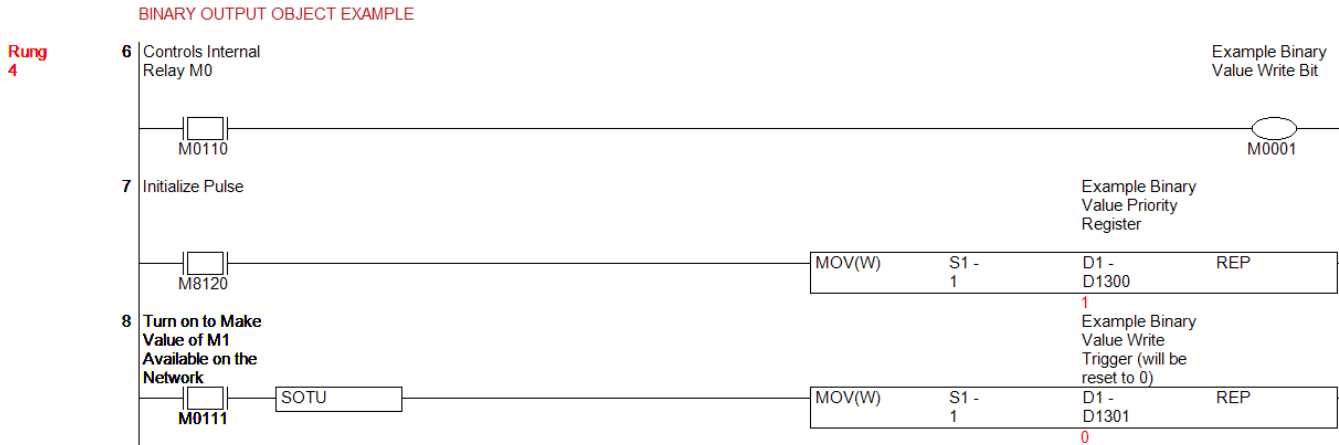 BINARY OUTPUT OBJECT EXAMPLE
Rung
4
6
Controls Internal
Relay M0
Example Binary
Value Write Bit
M0110
M0001
7
Initialize Pulse
Example Binary
Value Priority
Register
M8120
MOV(W) S1 - D1 - REP
1 D1300
1
8
Turn on to Make
Value of M1
Available on the
Network
Example Binary
Value Write
Trigger (will be
reset to 0)
M0111
SOTU
MOV(W) S1 - D1 - REP
1 D1301
0